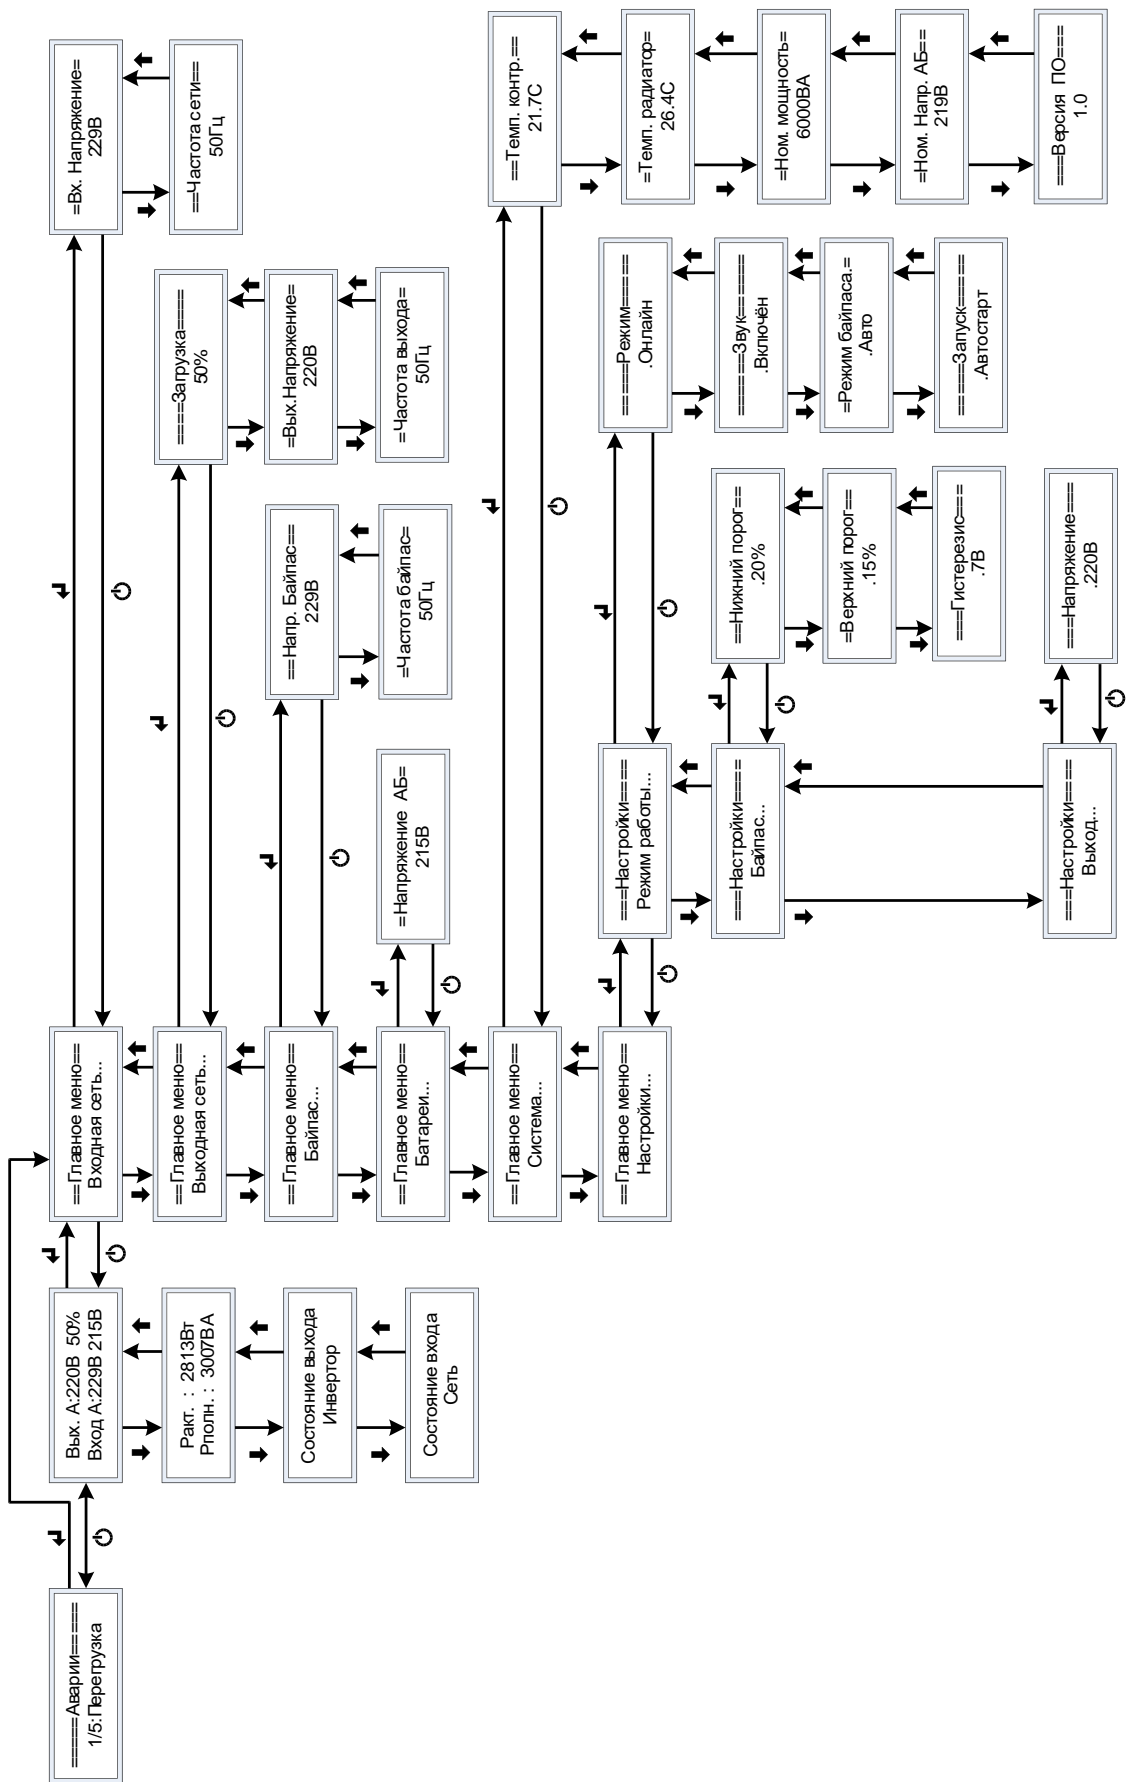 =====Аварии======
1/5:Перегрузка
Вых. А:220В 50%
Вход А:229В 215В
Ракт. : 2813Вт
Рполн. : 3007ВА
Состояние выхода
Инвертор
Состояние входа
Сеть
==Главное меню==
Входная сеть...
==Главное меню==
Выходная сеть...
==Главное меню==
Байпас...
==Главное меню==
Батареи...
==Главное меню==
Система...
==Главное меню==
Настройки...
=Вх. Напряжение=
229В
==Частота сети==
50Гц
====Загрузка====
50%
=Вых.Напряжение=
220В
=Частота выхода=
50Гц
==Напр. Байпас==
229В
=Частота байпас=
50Гц
=Напряжение АБ=
215В
==Темп. контр.==
21.7С
=Темп. радиатор=
26.4С
=Ном. мощность=
6000ВА
=Ном. Напр. АБ==
219В
===Версия ПО====
1.0
===Настройки====
Режим работы...
===Настройки====
Байпас...
===Настройки=====
Выход...
======Режим=====
.Онлайн
======Звук======
.Включён
=Режим байпаса.=
.Авто
=====Запуск=====
.Автостарт
==Нижний порог==
.20%
=Верхний порог==
.15%
===Гистерезис===
.7В
===Напряжение===
.220В